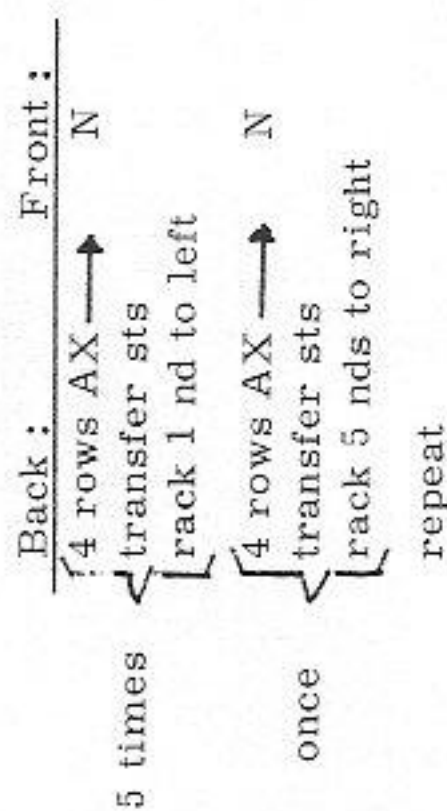 Back: Front:
4 rows AX → N
transfer sts
5 times
rack 1 nd to left
4 rows AX → N
transfer sts
once
rack 5 nds to right
repeat